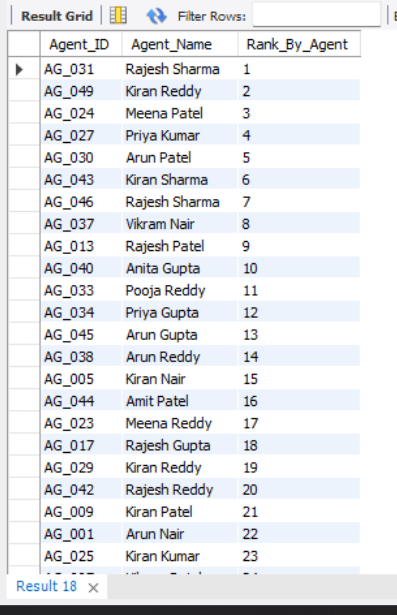 Result Grid Filter Rows:
Agent_ID Agent_Name Rank_By_Agent
AG_031 Rajesh Sharma 1
AG_049 Kiran Reddy 2
AG_024 Meena Patel 3
AG_027 Priya Kumar 4
AG_030 Arun Patel 5
AG_043 Kiran Sharma 6
AG_046 Rajesh Sharma 7
AG_037 Vikram Nair 8
AG_013 Rajesh Patel 9
AG_040 Anita Gupta 10
AG_033 Pooja Reddy 11
AG_034 Priya Gupta 12
AG_045 Arun Gupta 13
AG_038 Arun Reddy 14
AG_005 Kiran Nair 15
AG_044 Amit Patel 16
AG_023 Meena Reddy 17
AG_017 Rajesh Gupta 18
AG_029 Kiran Reddy 19
AG_042 Rajesh Reddy 20
AG_009 Kiran Patel 21
AG_001 Arun Nair 22
AG_025 Kiran Kumar 23
Result 18